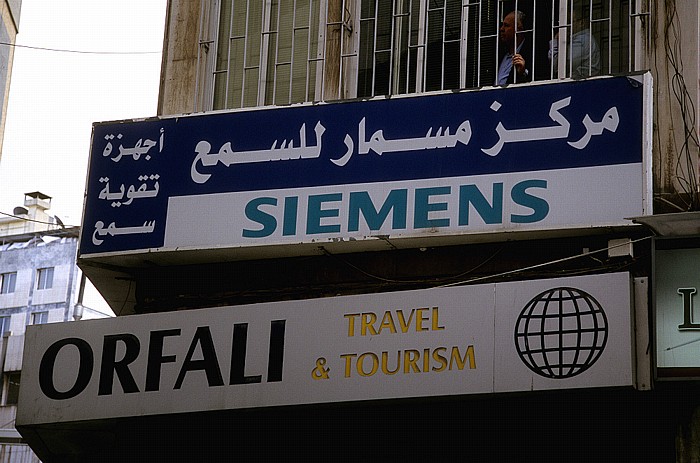 مركز مسمار للسمع
أجهزة
تقوية
سمع
SIEMENS
ORFALI
TRAVEL
& TOURISM